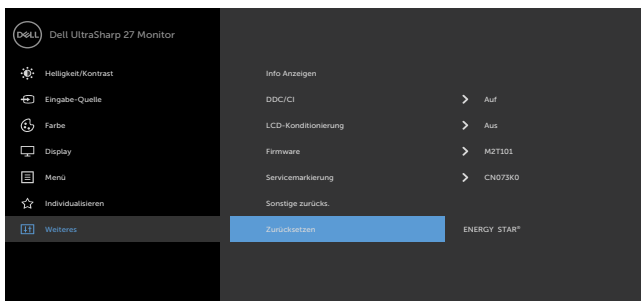 DELL Dell UltraSharp 27 Monitor
Helligkeit/Kontrast
Info Anzeigen
Eingabe-Quelle
DDC/CI > Auf
Farbe
LCD-Konditionierung > Aus
Display
Firmware > M2T101
Menü
Servicemarkierung > CN073K0
Individualisieren
Sonstige zurücks.
Weiteres
Zurücksetzen
ENERGY STAR®